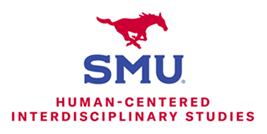 SMU®
HUMAN-CENTERED
INTERDISCIPLINARY STUDIES